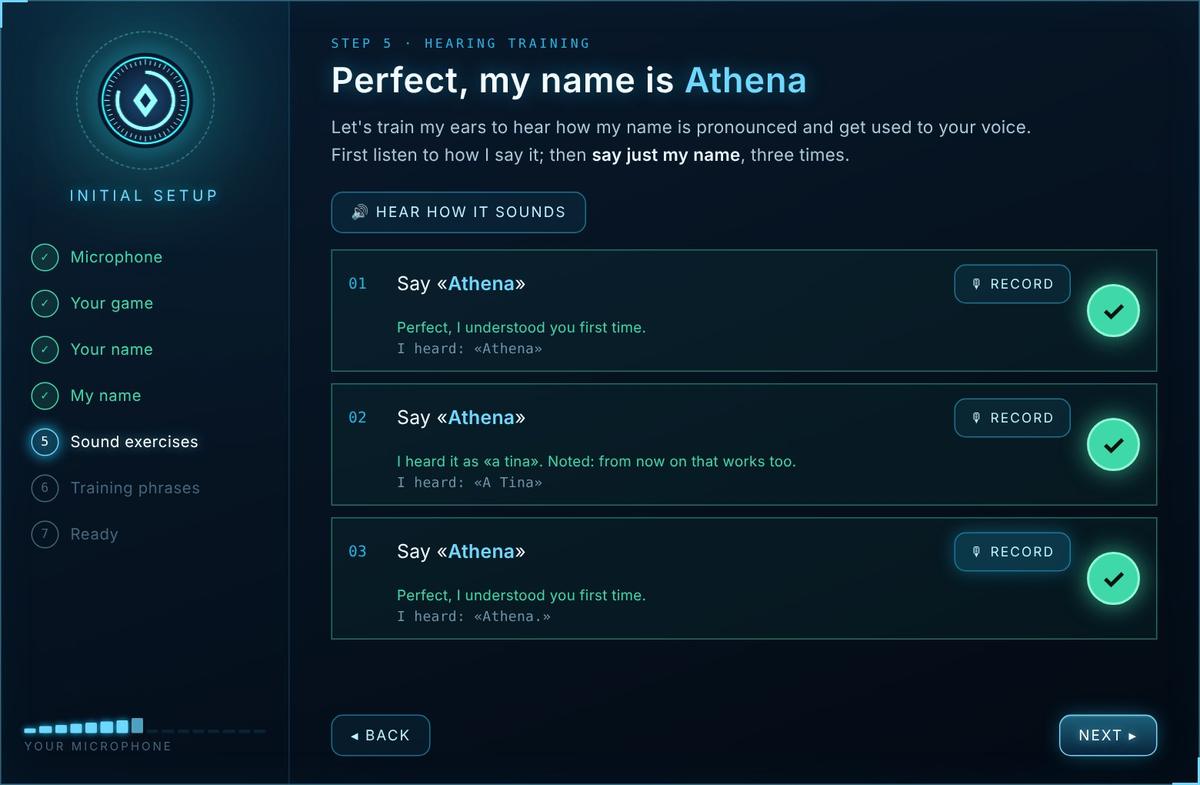 INITIAL SETUP
✓ Microphone
✓ Your game
✓ Your name
✓ My name
5 Sound exercises
6 Training phrases
7 Ready
YOUR MICROPHONE
STEP 5 · HEARING TRAINING
Perfect, my name is Athena
Let's train my ears to hear how my name is pronounced and get used to your voice.
First listen to how I say it; then say just my name, three times.
🔊 HEAR HOW IT SOUNDS
01 Say «Athena» 🎙 RECORD ✓
Perfect, I understood you first time.
I heard: «Athena»
02 Say «Athena» 🎙 RECORD ✓
I heard it as «a tina». Noted: from now on that works too.
I heard: «A Tina»
03 Say «Athena» 🎙 RECORD ✓
Perfect, I understood you first time.
I heard: «Athena.»
◂ BACK
NEXT ▸